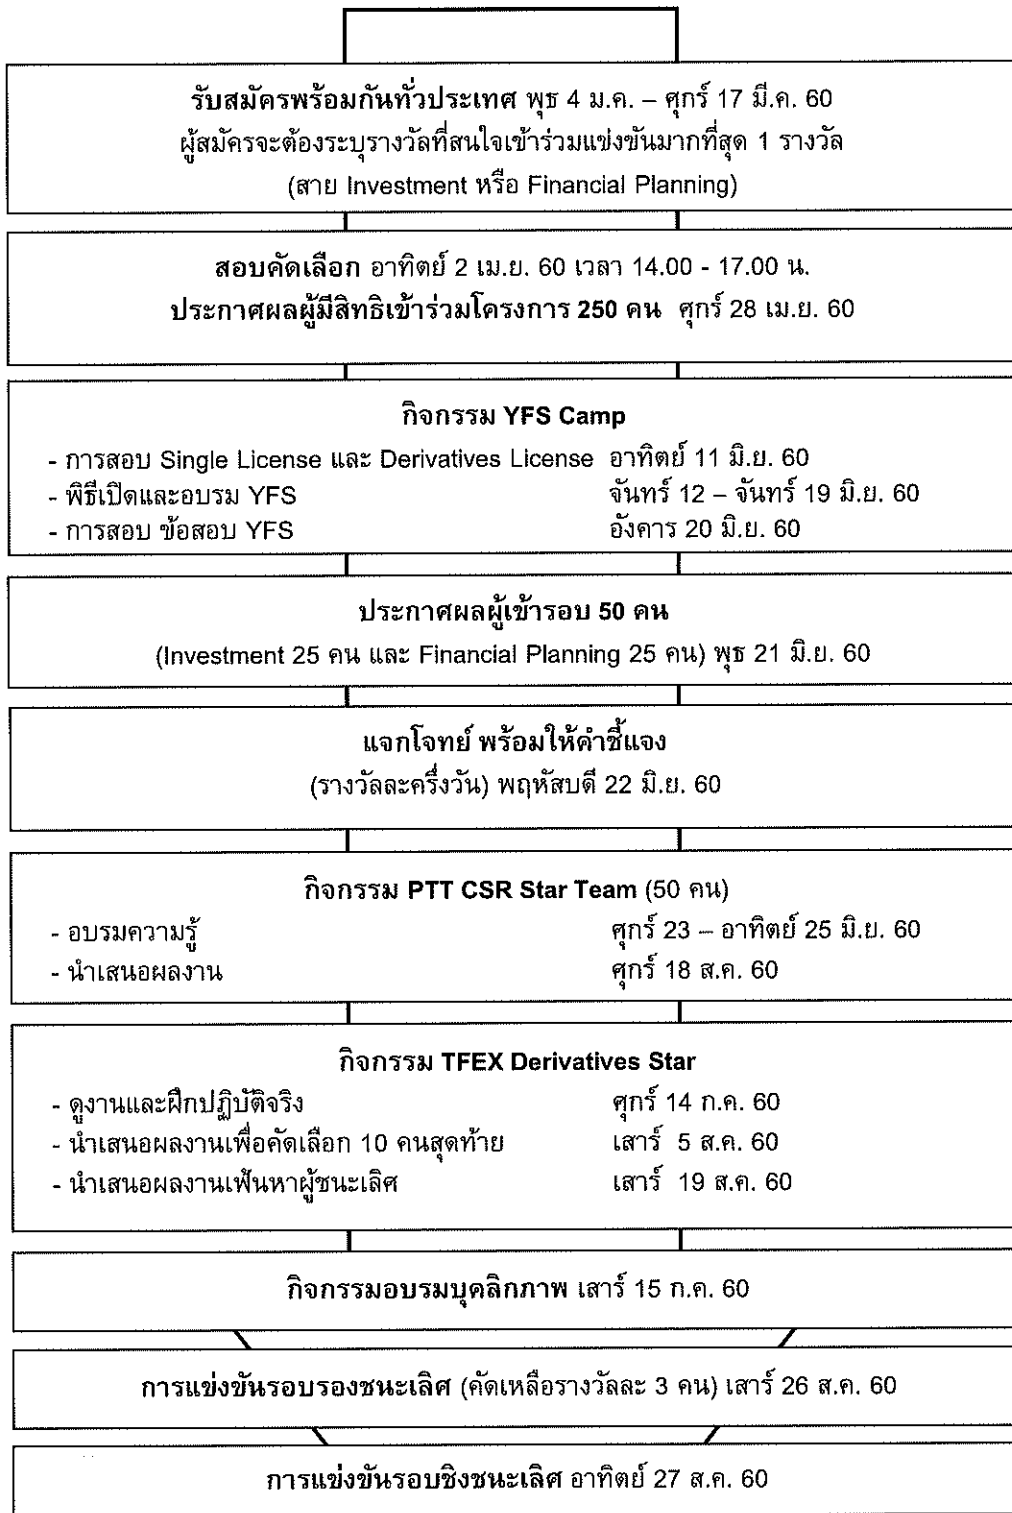 รับสมัครพร้อมกันทั่วประเทศ พุธ 4 ม.ค. – ศุกร์ 17 มี.ค. 60
ผู้สมัครจะต้องระบุรางวัลที่สนใจเข้าร่วมแข่งขันมากที่สุด 1 รางวัล
(สาย Investment หรือ Financial Planning)
สอบคัดเลือก อาทิตย์ 2 เม.ย. 60 เวลา 14.00 - 17.00 น.
ประกาศผลผู้มีสิทธิเข้าร่วมโครงการ 250 คน ศุกร์ 28 เม.ย. 60
กิจกรรม YFS Camp
- การสอบ Single License และ Derivatives License อาทิตย์ 11 มิ.ย. 60
- พิธีเปิดและอบรม YFS จันทร์ 12 – จันทร์ 19 มิ.ย. 60
- การสอบ ข้อสอบ YFS อังคาร 20 มิ.ย. 60
ประกาศผลผู้เข้ารอบ 50 คน
(Investment 25 คน และ Financial Planning 25 คน) พุธ 21 มิ.ย. 60
แจกโจทย์ พร้อมให้คำชี้แจง
(รางวัลละครึ่งวัน) พฤหัสบดี 22 มิ.ย. 60
กิจกรรม PTT CSR Star Team (50 คน)
- อบรมความรู้ ศุกร์ 23 – อาทิตย์ 25 มิ.ย. 60
- นำเสนอผลงาน ศุกร์ 18 ส.ค. 60
กิจกรรม TFEX Derivatives Star
- ดูงานและฝึกปฏิบัติจริง ศุกร์ 14 ก.ค. 60
- นำเสนอผลงานเพื่อคัดเลือก 10 คนสุดท้าย เสาร์ 5 ส.ค. 60
- นำเสนอผลงานเฟ้นหาผู้ชนะเลิศ เสาร์ 19 ส.ค. 60
กิจกรรมอบรมบุคลิกภาพ เสาร์ 15 ก.ค. 60
การแข่งขันรอบรองชนะเลิศ (คัดเหลือรางวัลละ 3 คน) เสาร์ 26 ส.ค. 60
การแข่งขันรอบชิงชนะเลิศ อาทิตย์ 27 ส.ค. 60